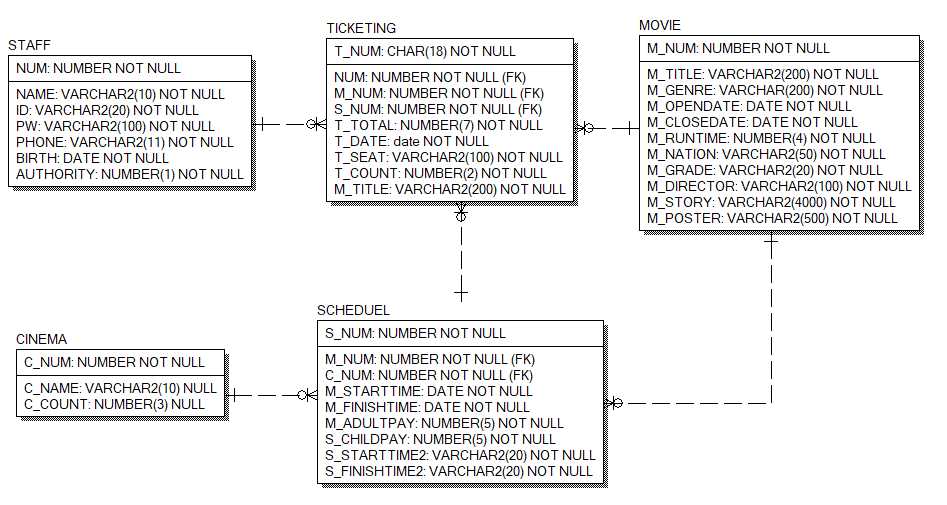 STAFF
NUM: NUMBER NOT NULL
NAME: VARCHAR2(10) NOT NULL
ID: VARCHAR2(20) NOT NULL
PW: VARCHAR2(100) NOT NULL
PHONE: VARCHAR2(11) NOT NULL
BIRTH: DATE NOT NULL
AUTHORITY: NUMBER(1) NOT NULL
TICKETING
T_NUM: CHAR(18) NOT NULL
NUM: NUMBER NOT NULL (FK)
M_NUM: NUMBER NOT NULL (FK)
S_NUM: NUMBER NOT NULL (FK)
T_TOTAL: NUMBER(7) NOT NULL
T_DATE: date NOT NULL
T_SEAT: VARCHAR2(100) NOT NULL
T_COUNT: NUMBER(2) NOT NULL
M_TITLE: VARCHAR2(200) NOT NULL
MOVIE
M_NUM: NUMBER NOT NULL
M_TITLE: VARCHAR2(200) NOT NULL
M_GENRE: VARCHAR(200) NOT NULL
M_OPENDATE: DATE NOT NULL
M_CLOSEDATE: DATE NOT NULL
M_RUNTIME: NUMBER(4) NOT NULL
M_NATION: VARCHAR2(50) NOT NULL
M_GRADE: VARCHAR2(20) NOT NULL
M_DIRECTOR: VARCHAR2(100) NOT NULL
M_STORY: VARCHAR2(4000) NOT NULL
M_POSTER: VARCHAR2(500) NOT NULL
CINEMA
C_NUM: NUMBER NOT NULL
C_NAME: VARCHAR2(10) NULL
C_COUNT: NUMBER(3) NULL
SCHEDUEL
S_NUM: NUMBER NOT NULL
M_NUM: NUMBER NOT NULL (FK)
C_NUM: NUMBER NOT NULL (FK)
M_STARTTIME: DATE NOT NULL
M_FINISHTIME: DATE NOT NULL
M_ADULTPAY: NUMBER(5) NOT NULL
S_CHILDPAY: NUMBER(5) NOT NULL
S_STARTTIME2: VARCHAR2(20) NOT NULL
S_FINISHTIME2: VARCHAR2(20) NOT NULL